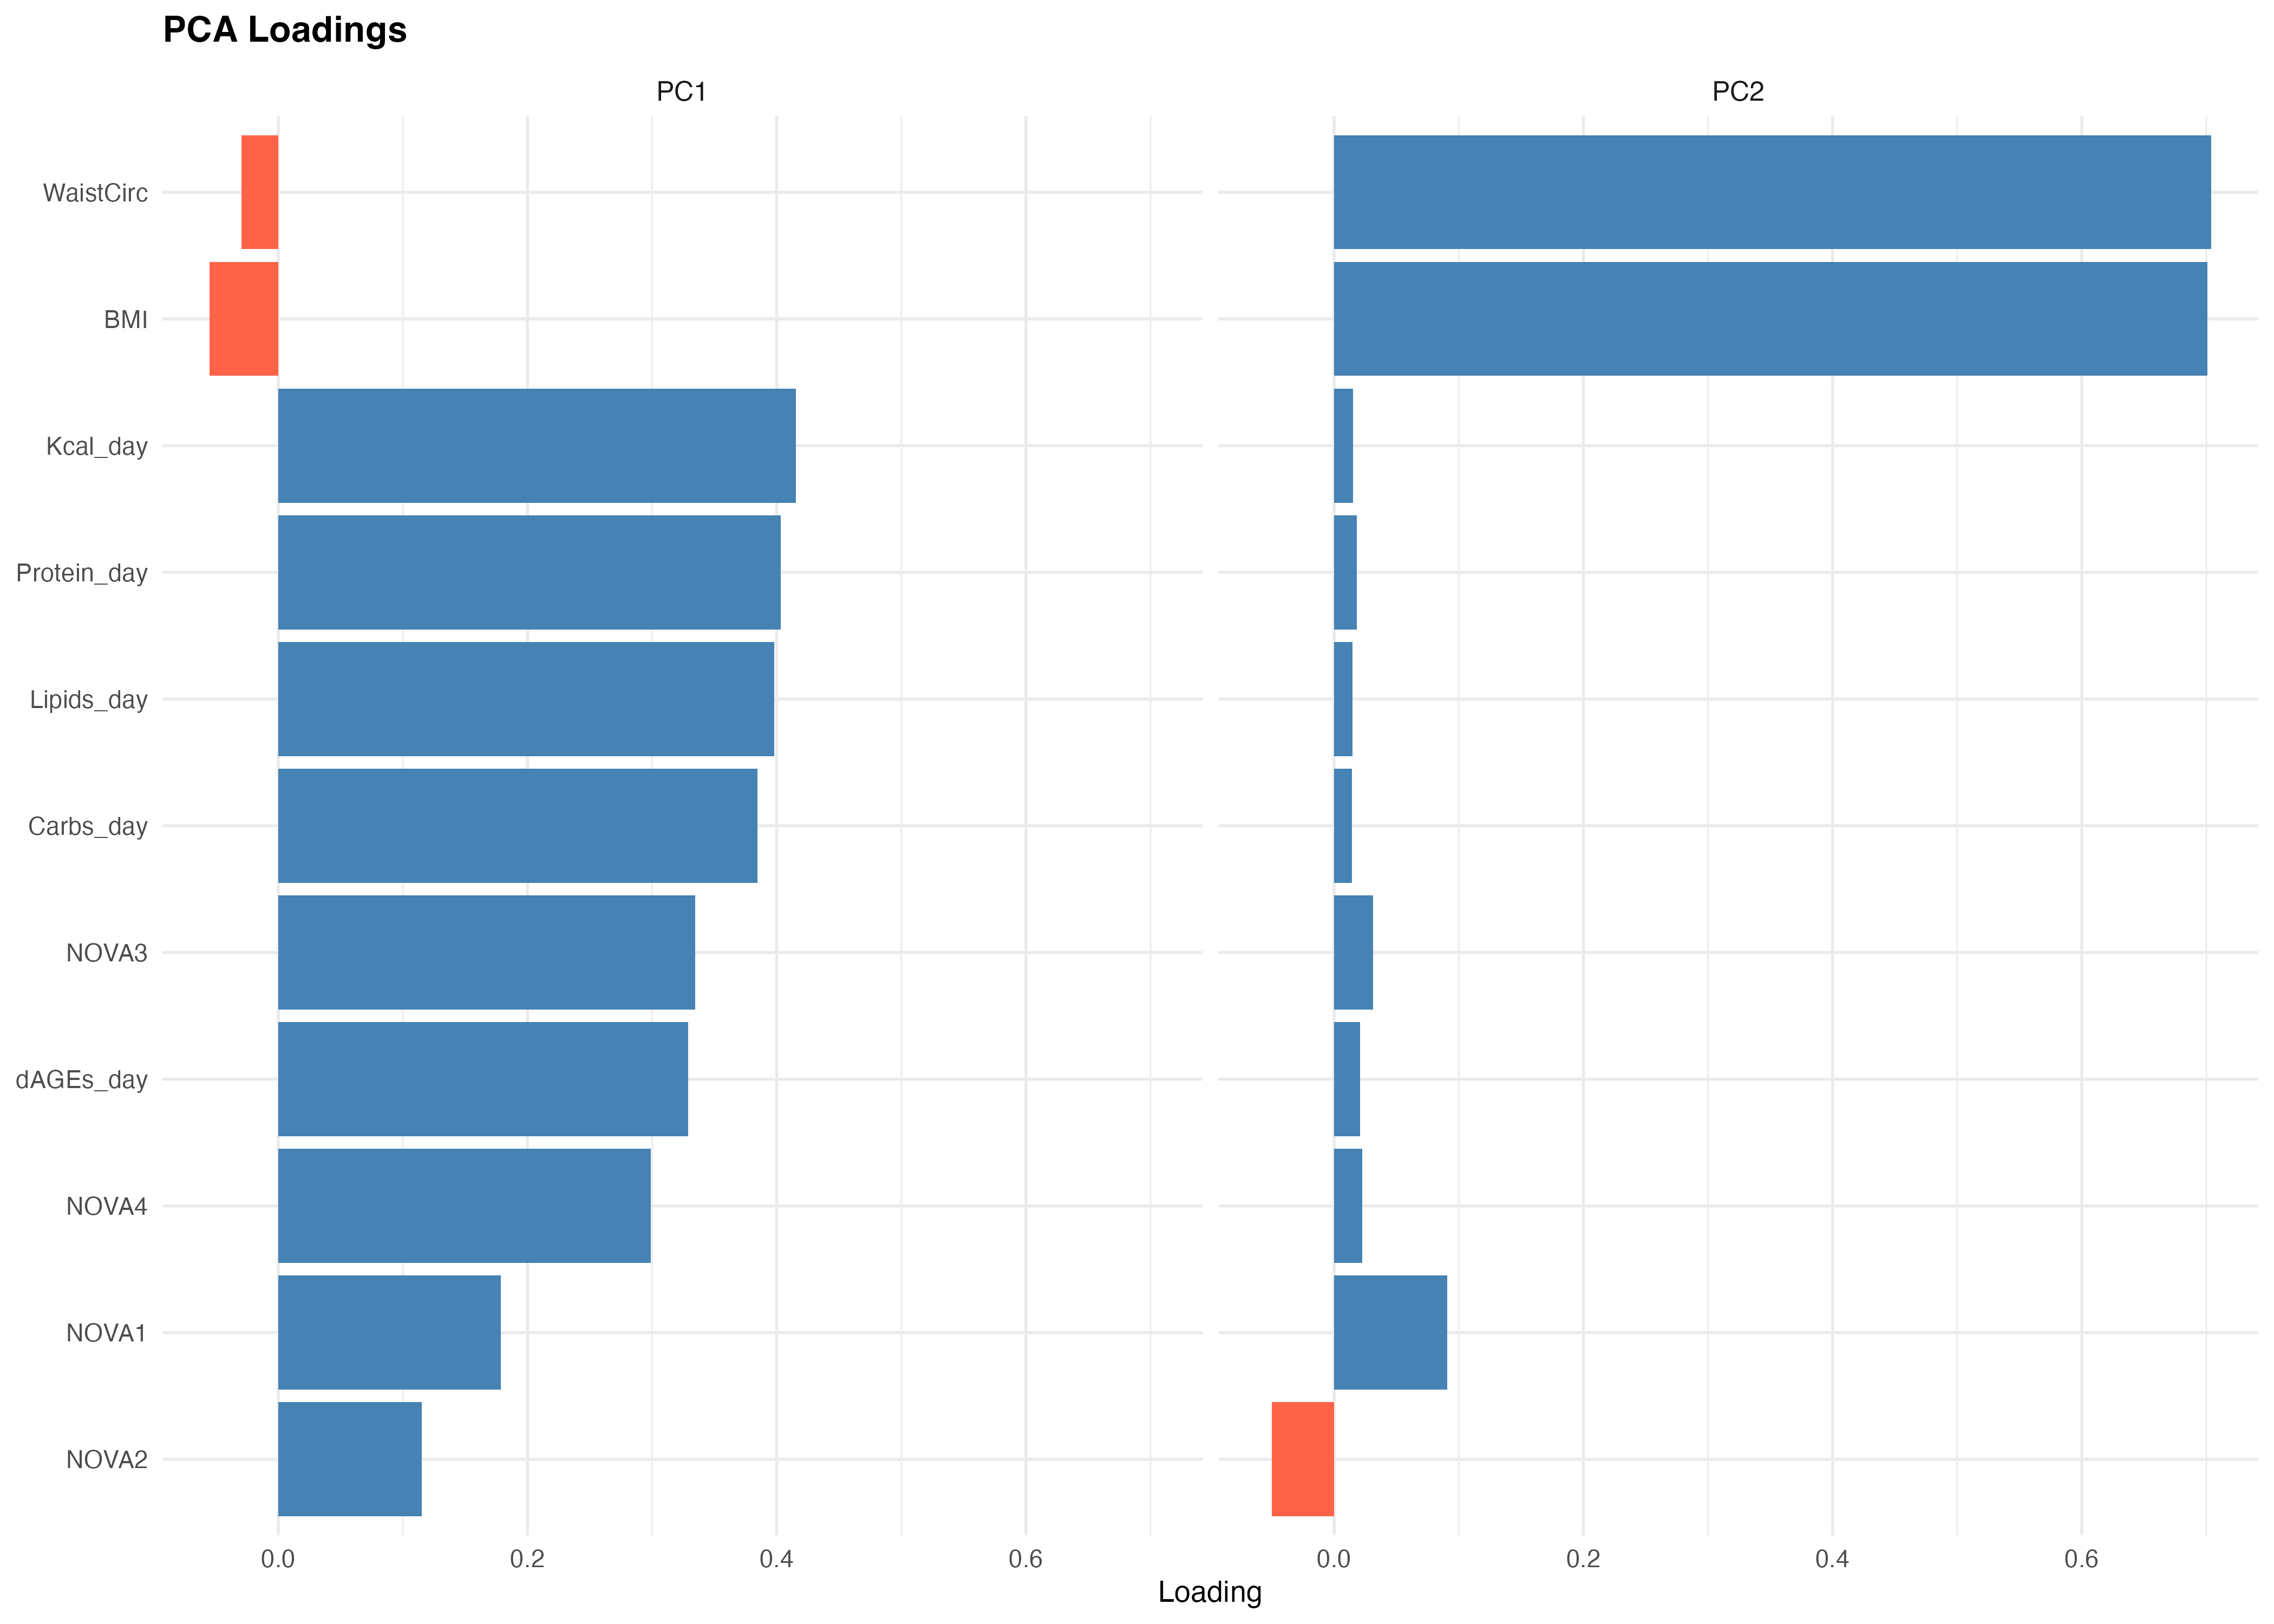 PCA Loadings
PC1 PC2
WaistCirc
BMI
Kcal_day
Protein_day
Lipids_day
Carbs_day
NOVA3
dAGEs_day
NOVA4
NOVA1
NOVA2
0.0 0.2 0.4 0.6 0.0 0.2 0.4 0.6
Loading